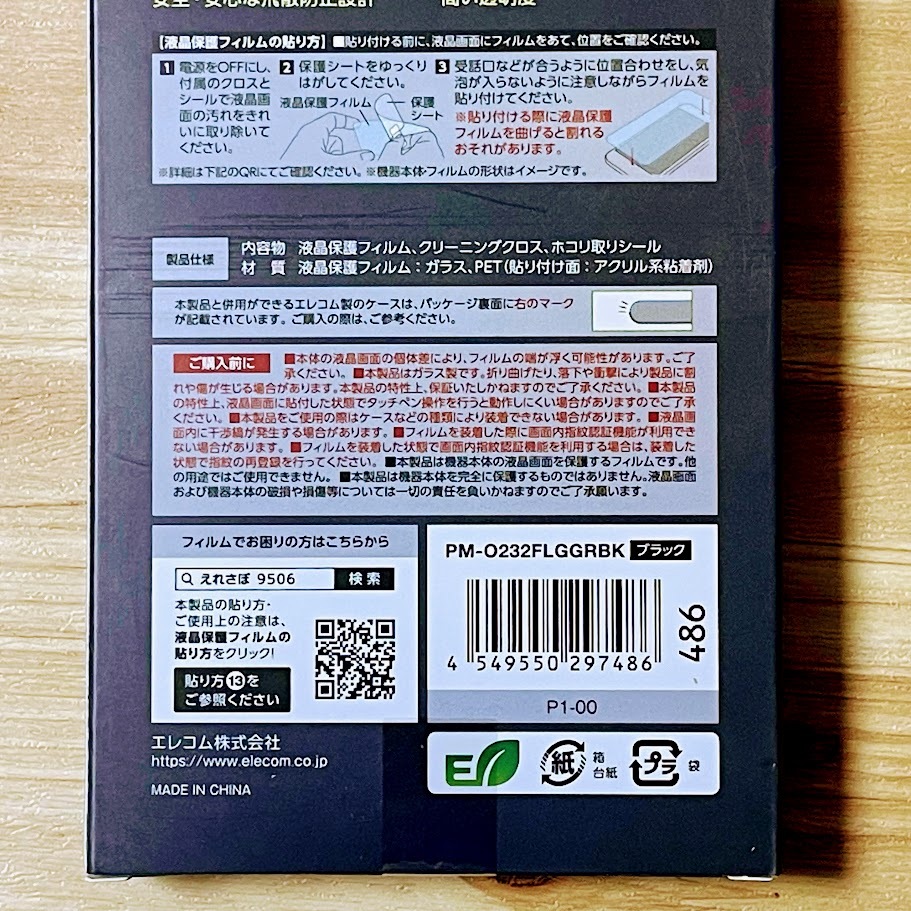 安全・安心な飛散防止設計
高い透明度
【液晶保護フィルムの貼り方】■貼り付ける前に、液晶画面にフィルムをあて、位置をご確認ください。
1 電源をOFFにし、
付属のクロスと
シールで液晶画
面の汚れをきれ
いに取り除いて
ください。
2 保護シートをゆっくり
はがしてください。
液晶保護フィルム
保護
シート
3 受話口などが合うように位置合わせをし、気
泡が入らないように注意しながらフィルムを
貼り付けてください。
※貼り付ける際に液晶保護
フィルムを曲げると割れる
おそれがあります。
※詳細は下記のQRにてご確認ください。※機器本体・フィルムの形状はイメージです。
製品仕様
内容物 液晶保護フィルム、クリーニングクロス、ホコリ取りシール
材 質 液晶保護フィルム:ガラス、PET(貼り付け面:アクリル系粘着剤)
本製品と併用ができるエレコム製のケースは、パッケージ裏面に右のマーク
が記載されています。ご購入の際は、ご参考ください。
ご購入前に ■本体の液晶画面の個体差により、フィルムの端が浮く可能性があります。ご了
承ください。■本製品はガラス製です。折り曲げたり、落下や衝撃により製品に割
れや傷が生じる場合があります。本製品の特性上、保証いたしかねますのでご了承ください。■本製品
の特性上、液晶画面に貼付した状態でタッチペン操作を行うと動作しにくい場合がありますのでご了承
ください。■本製品をご使用の際はケースなどの種類により装着できない場合があります。■液晶画
面内に干渉縞が発生する場合があります。■フィルムを装着した際に画面内指紋認証機能が利用でき
ない場合があります。■フィルムを装着した状態で画面内指紋認証機能を利用する場合は、装着した
状態で指紋の再登録を行ってください。■本製品は機器本体の液晶画面を保護するフィルムです。他
の用途ではご使用できません。■本製品は機器本体を完全に保護するものではありません。液晶画面
および機器本体の破損や損傷等については一切の責任を負いかねますのでご了承願います。
フィルムでお困りの方はこちらから
えれさぽ 9506 検索
本製品の貼り方・
ご使用上の注意は、
液晶保護フィルムの
貼り方をクリック!
貼り方⑬を
ご参照ください
PM-O232FLGGRBK ブラック
4 549550 297486
486
P1-00
エレコム株式会社
https://www.elecom.co.jp
MADE IN CHINA
E
紙
箱
台紙
プラ
袋